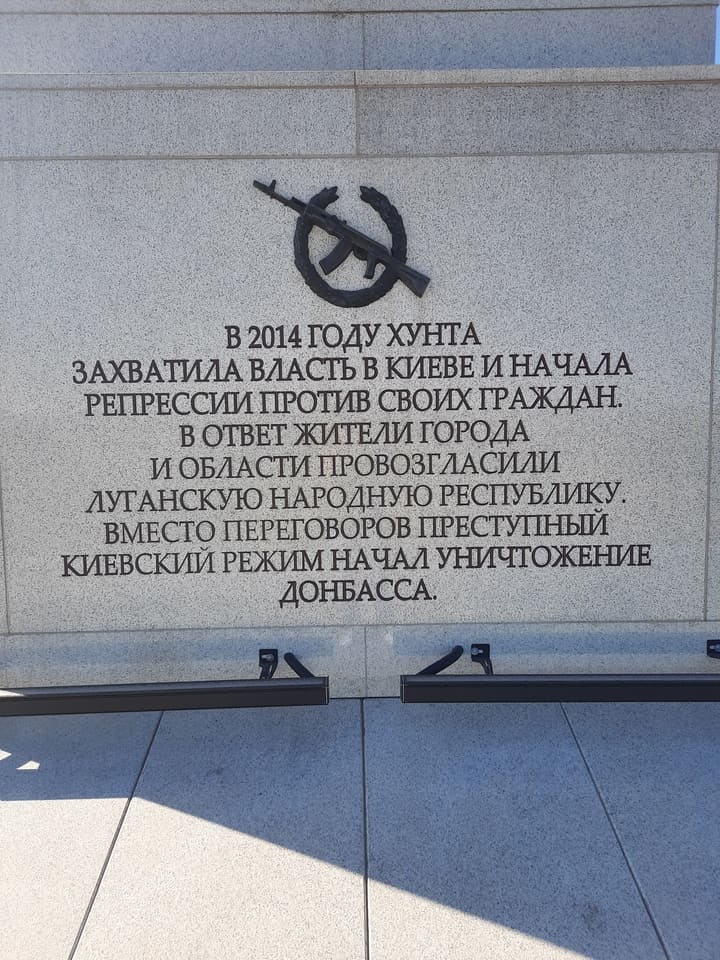 В 2014 ГОДУ ХУНТА
ЗАХВАТИЛА ВЛАСТЬ В КИЕВЕ И НАЧАЛА
РЕПРЕССИИ ПРОТИВ СВОИХ ГРАЖДАН.
В ОТВЕТ ЖИТЕЛИ ГОРОДА
И ОБЛАСТИ ПРОВОЗГЛАСИЛИ
ЛУГАНСКУЮ НАРОДНУЮ РЕСПУБЛИКУ.
ВМЕСТО ПЕРЕГОВОРОВ ПРЕСТУПНЫЙ
КИЕВСКИЙ РЕЖИМ НАЧАЛ УНИЧТОЖЕНИЕ
ДОНБАССА.